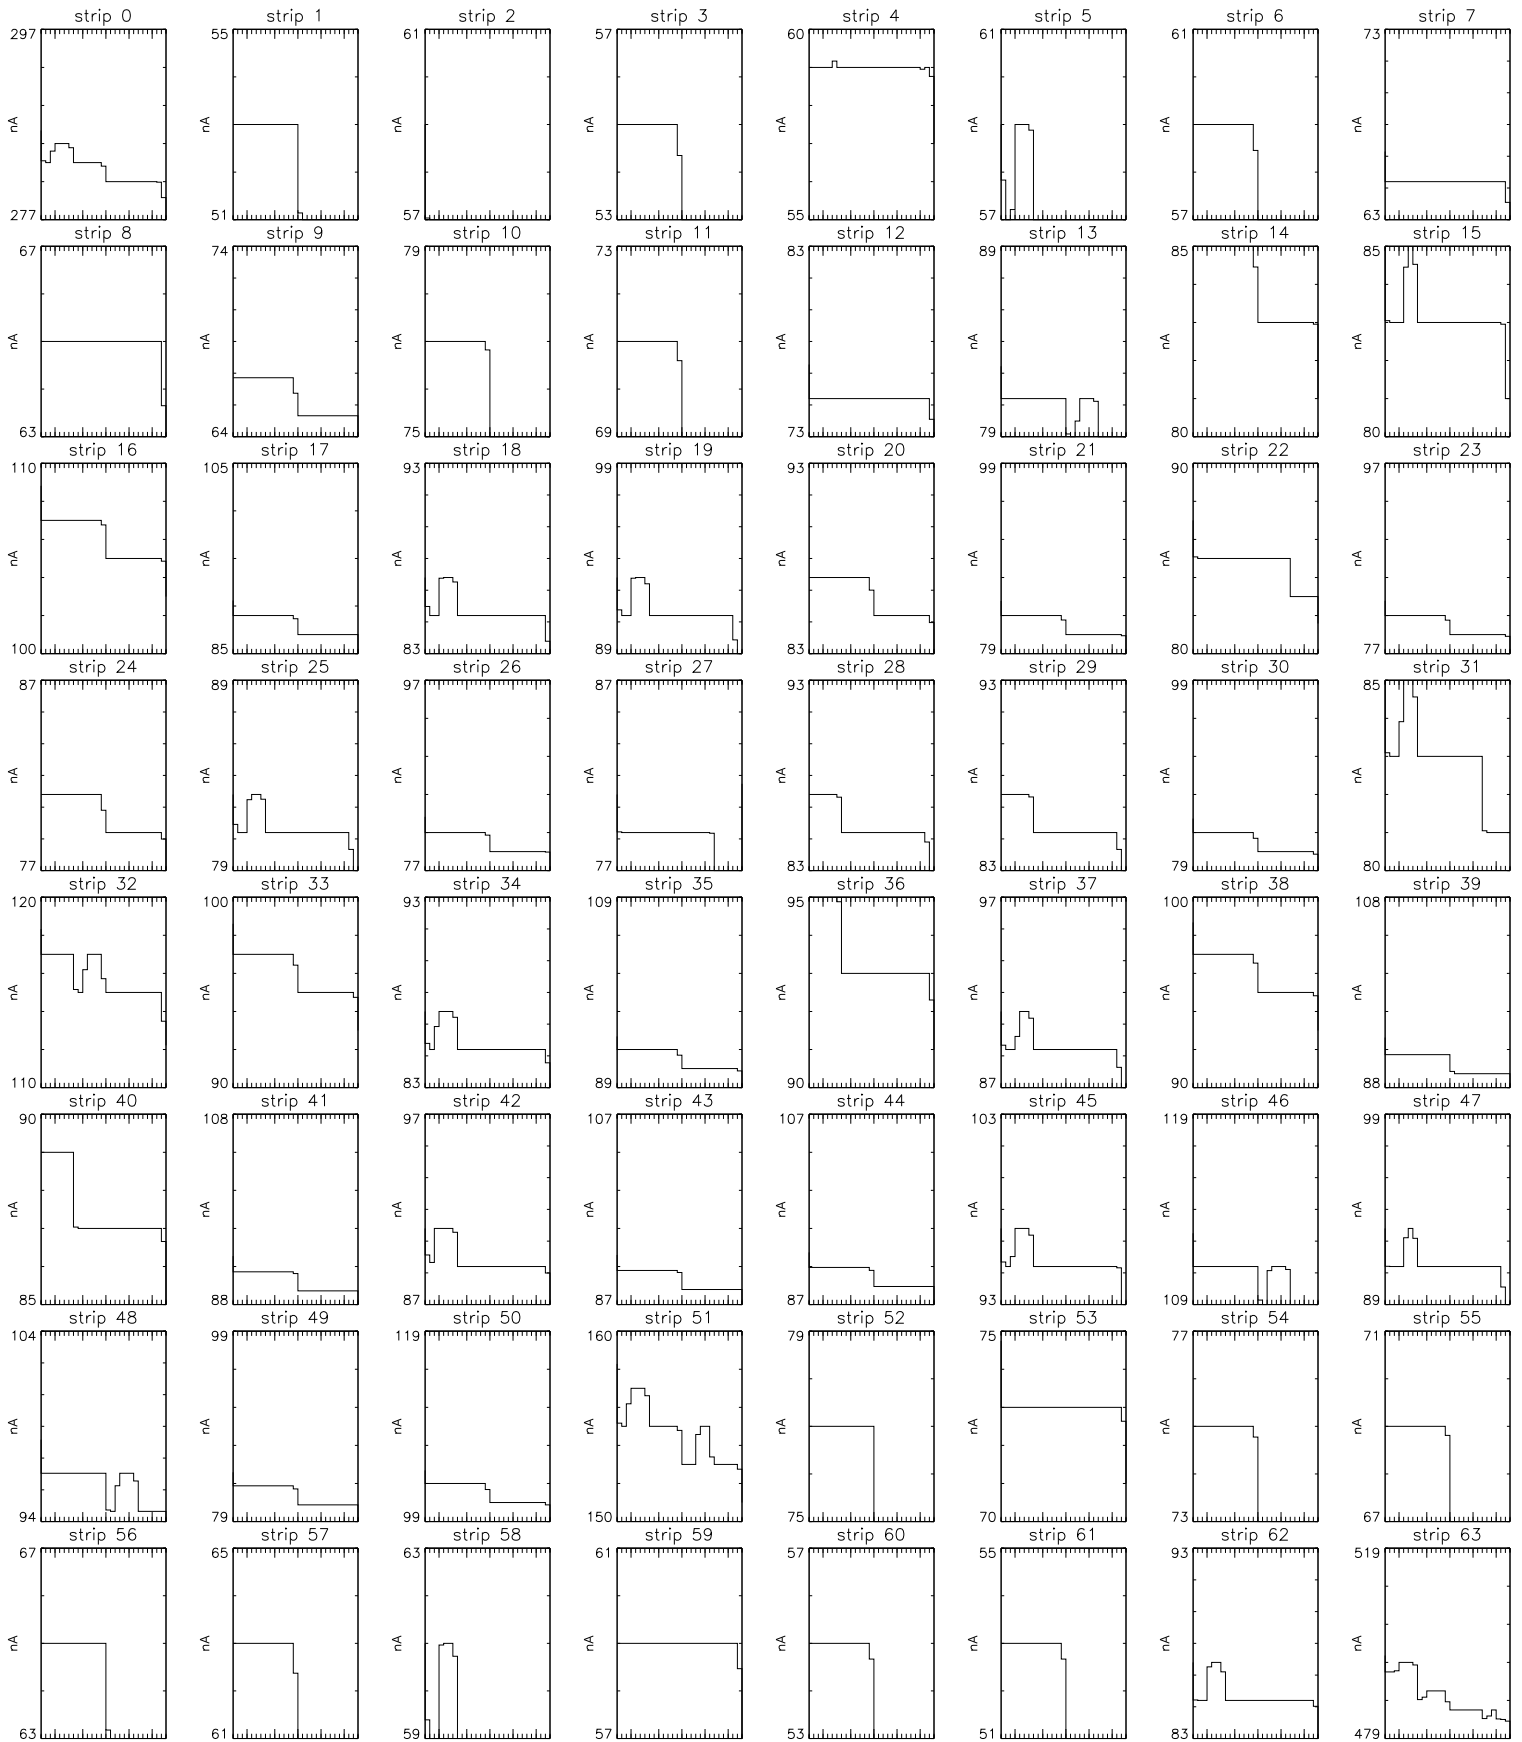 strip 0 strip 1 strip 2 strip 3 strip 4 strip 5 strip 6 strip 7
297 55 61 57 60 61 61 73
nA nA nA nA nA nA nA nA
277 51 57 53 55 57 57 63
strip 8 strip 9 strip 10 strip 11 strip 12 strip 13 strip 14 strip 15
67 74 79 73 83 89 85 85
nA nA nA nA nA nA nA nA
63 64 75 69 73 79 80 80
strip 16 strip 17 strip 18 strip 19 strip 20 strip 21 strip 22 strip 23
110 105 93 99 93 99 90 97
nA nA nA nA nA nA nA nA
100 85 83 89 83 79 80 77
strip 24 strip 25 strip 26 strip 27 strip 28 strip 29 strip 30 strip 31
87 89 97 87 93 93 99 85
nA nA nA nA nA nA nA nA
77 79 77 77 83 83 79 80
strip 32 strip 33 strip 34 strip 35 strip 36 strip 37 strip 38 strip 39
120 100 93 109 95 97 100 108
nA nA nA nA nA nA nA nA
110 90 83 89 90 87 90 88
strip 40 strip 41 strip 42 strip 43 strip 44 strip 45 strip 46 strip 47
90 108 97 107 107 103 119 99
nA nA nA nA nA nA nA nA
85 88 87 87 87 93 109 89
strip 48 strip 49 strip 50 strip 51 strip 52 strip 53 strip 54 strip 55
104 99 119 160 79 75 77 71
nA nA nA nA nA nA nA nA
94 79 99 150 75 70 73 67
strip 56 strip 57 strip 58 strip 59 strip 60 strip 61 strip 62 strip 63
67 65 63 61 57 55 93 519
nA nA nA nA nA nA nA nA
63 61 59 57 53 51 83 479